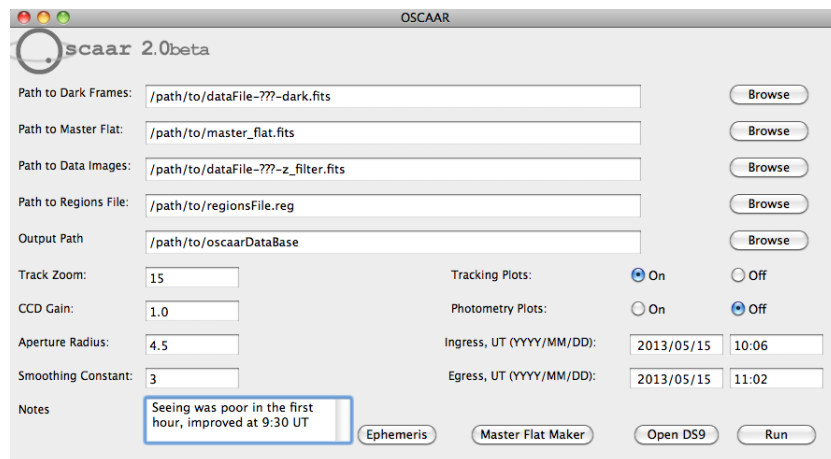 OSCAAR
Oscaar 2.0beta
Path to Dark Frames: /path/to/dataFile-???-dark.fits Browse
Path to Master Flat: /path/to/master_flat.fits Browse
Path to Data Images: /path/to/dataFile-???-z_filter.fits Browse
Path to Regions File: /path/to/regionsFile.reg Browse
Output Path /path/to/oscaarDataBase Browse
Track Zoom: 15 Tracking Plots: On Off
CCD Gain: 1.0 Photometry Plots: On Off
Aperture Radius: 4.5 Ingress, UT (YYYY/MM/DD): 2013/05/15 10:06
Smoothing Constant: 3 Egress, UT (YYYY/MM/DD): 2013/05/15 11:02
Notes Seeing was poor in the first
hour, improved at 9:30 UT
Ephemeris Master Flat Maker Open DS9 Run